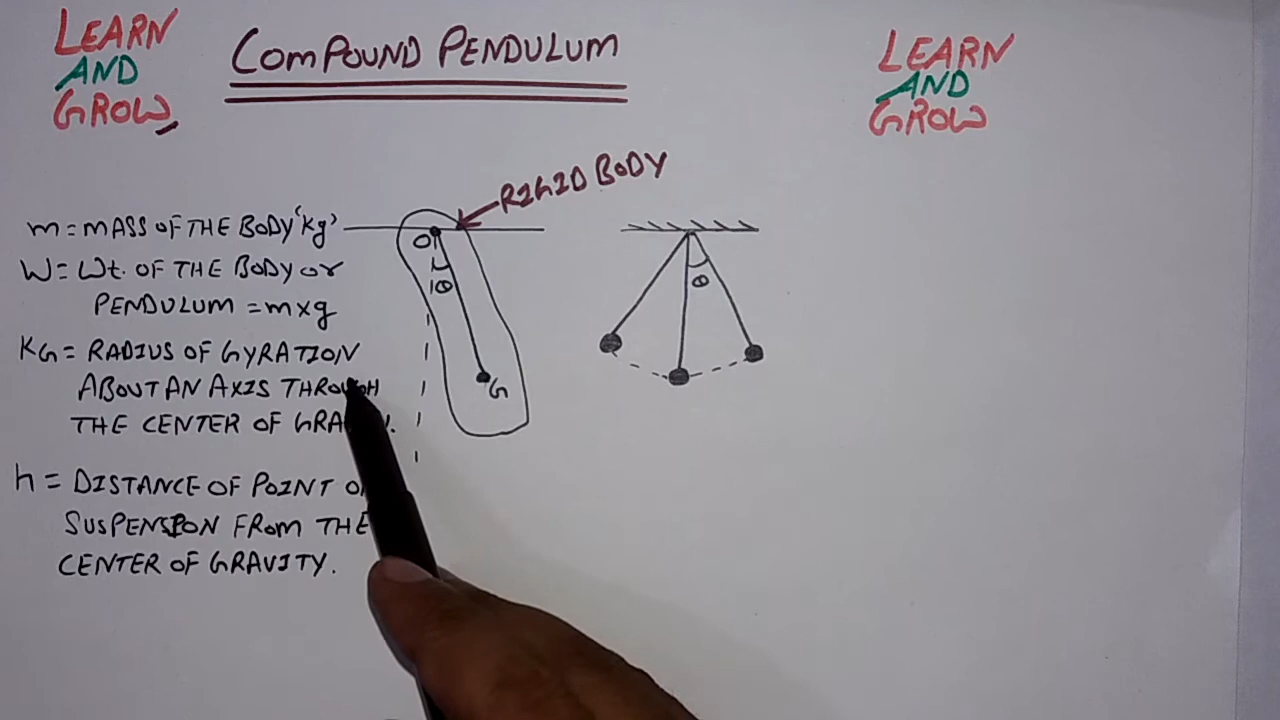 LEARN
AND
GROW
COMPOUND PENDULUM
LEARN
AND
GROW
RIGID BODY
m = MASS OF THE BODY 'Kg'
W = Wt. OF THE BODY or
PENDULUM = m x g
KG = RADIUS OF GYRATION
ABOUT AN AXIS THROUGH
THE CENTER OF
h = DISTANCE OF POINT
SUSPENSION FROM THE
CENTER OF GRAVITY.
O
θ
G
θ